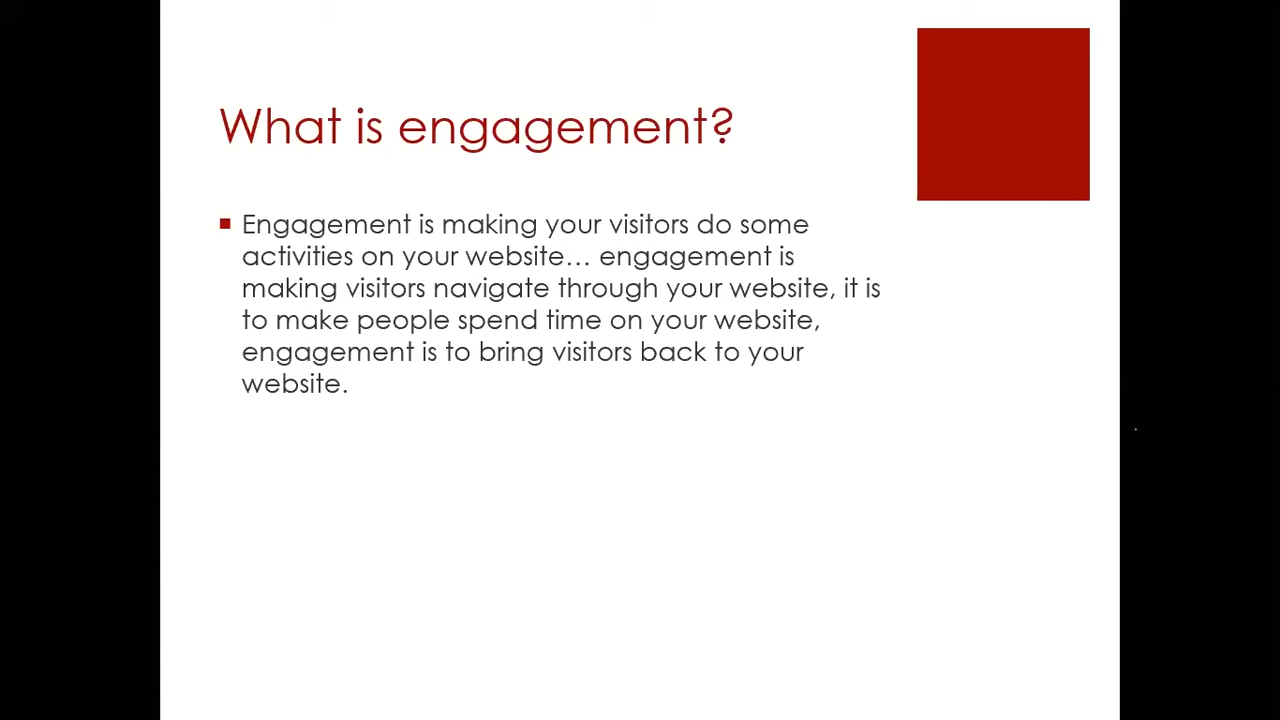 What is engagement?
Engagement is making your visitors do some
activities on your website… engagement is
making visitors navigate through your website, it is
to make people spend time on your website,
engagement is to bring visitors back to your
website.